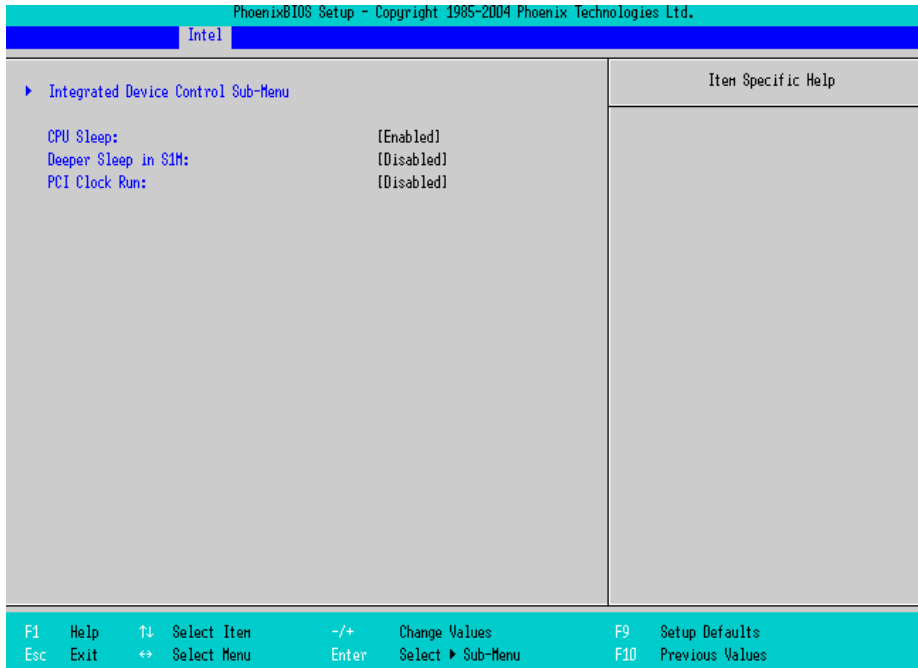 PhoenixBIOS Setup - Copyright 1985-2004 Phoenix Technologies Ltd.
Intel
Item Specific Help
▶ Integrated Device Control Sub-Menu
CPU Sleep: [Enabled]
Deeper Sleep in S1M: [Disabled]
PCI Clock Run: [Disabled]
F1 Help ↑↓ Select Item -/+ Change Values F9 Setup Defaults
Esc Exit ↔ Select Menu Enter Select ▶ Sub-Menu F10 Previous Values